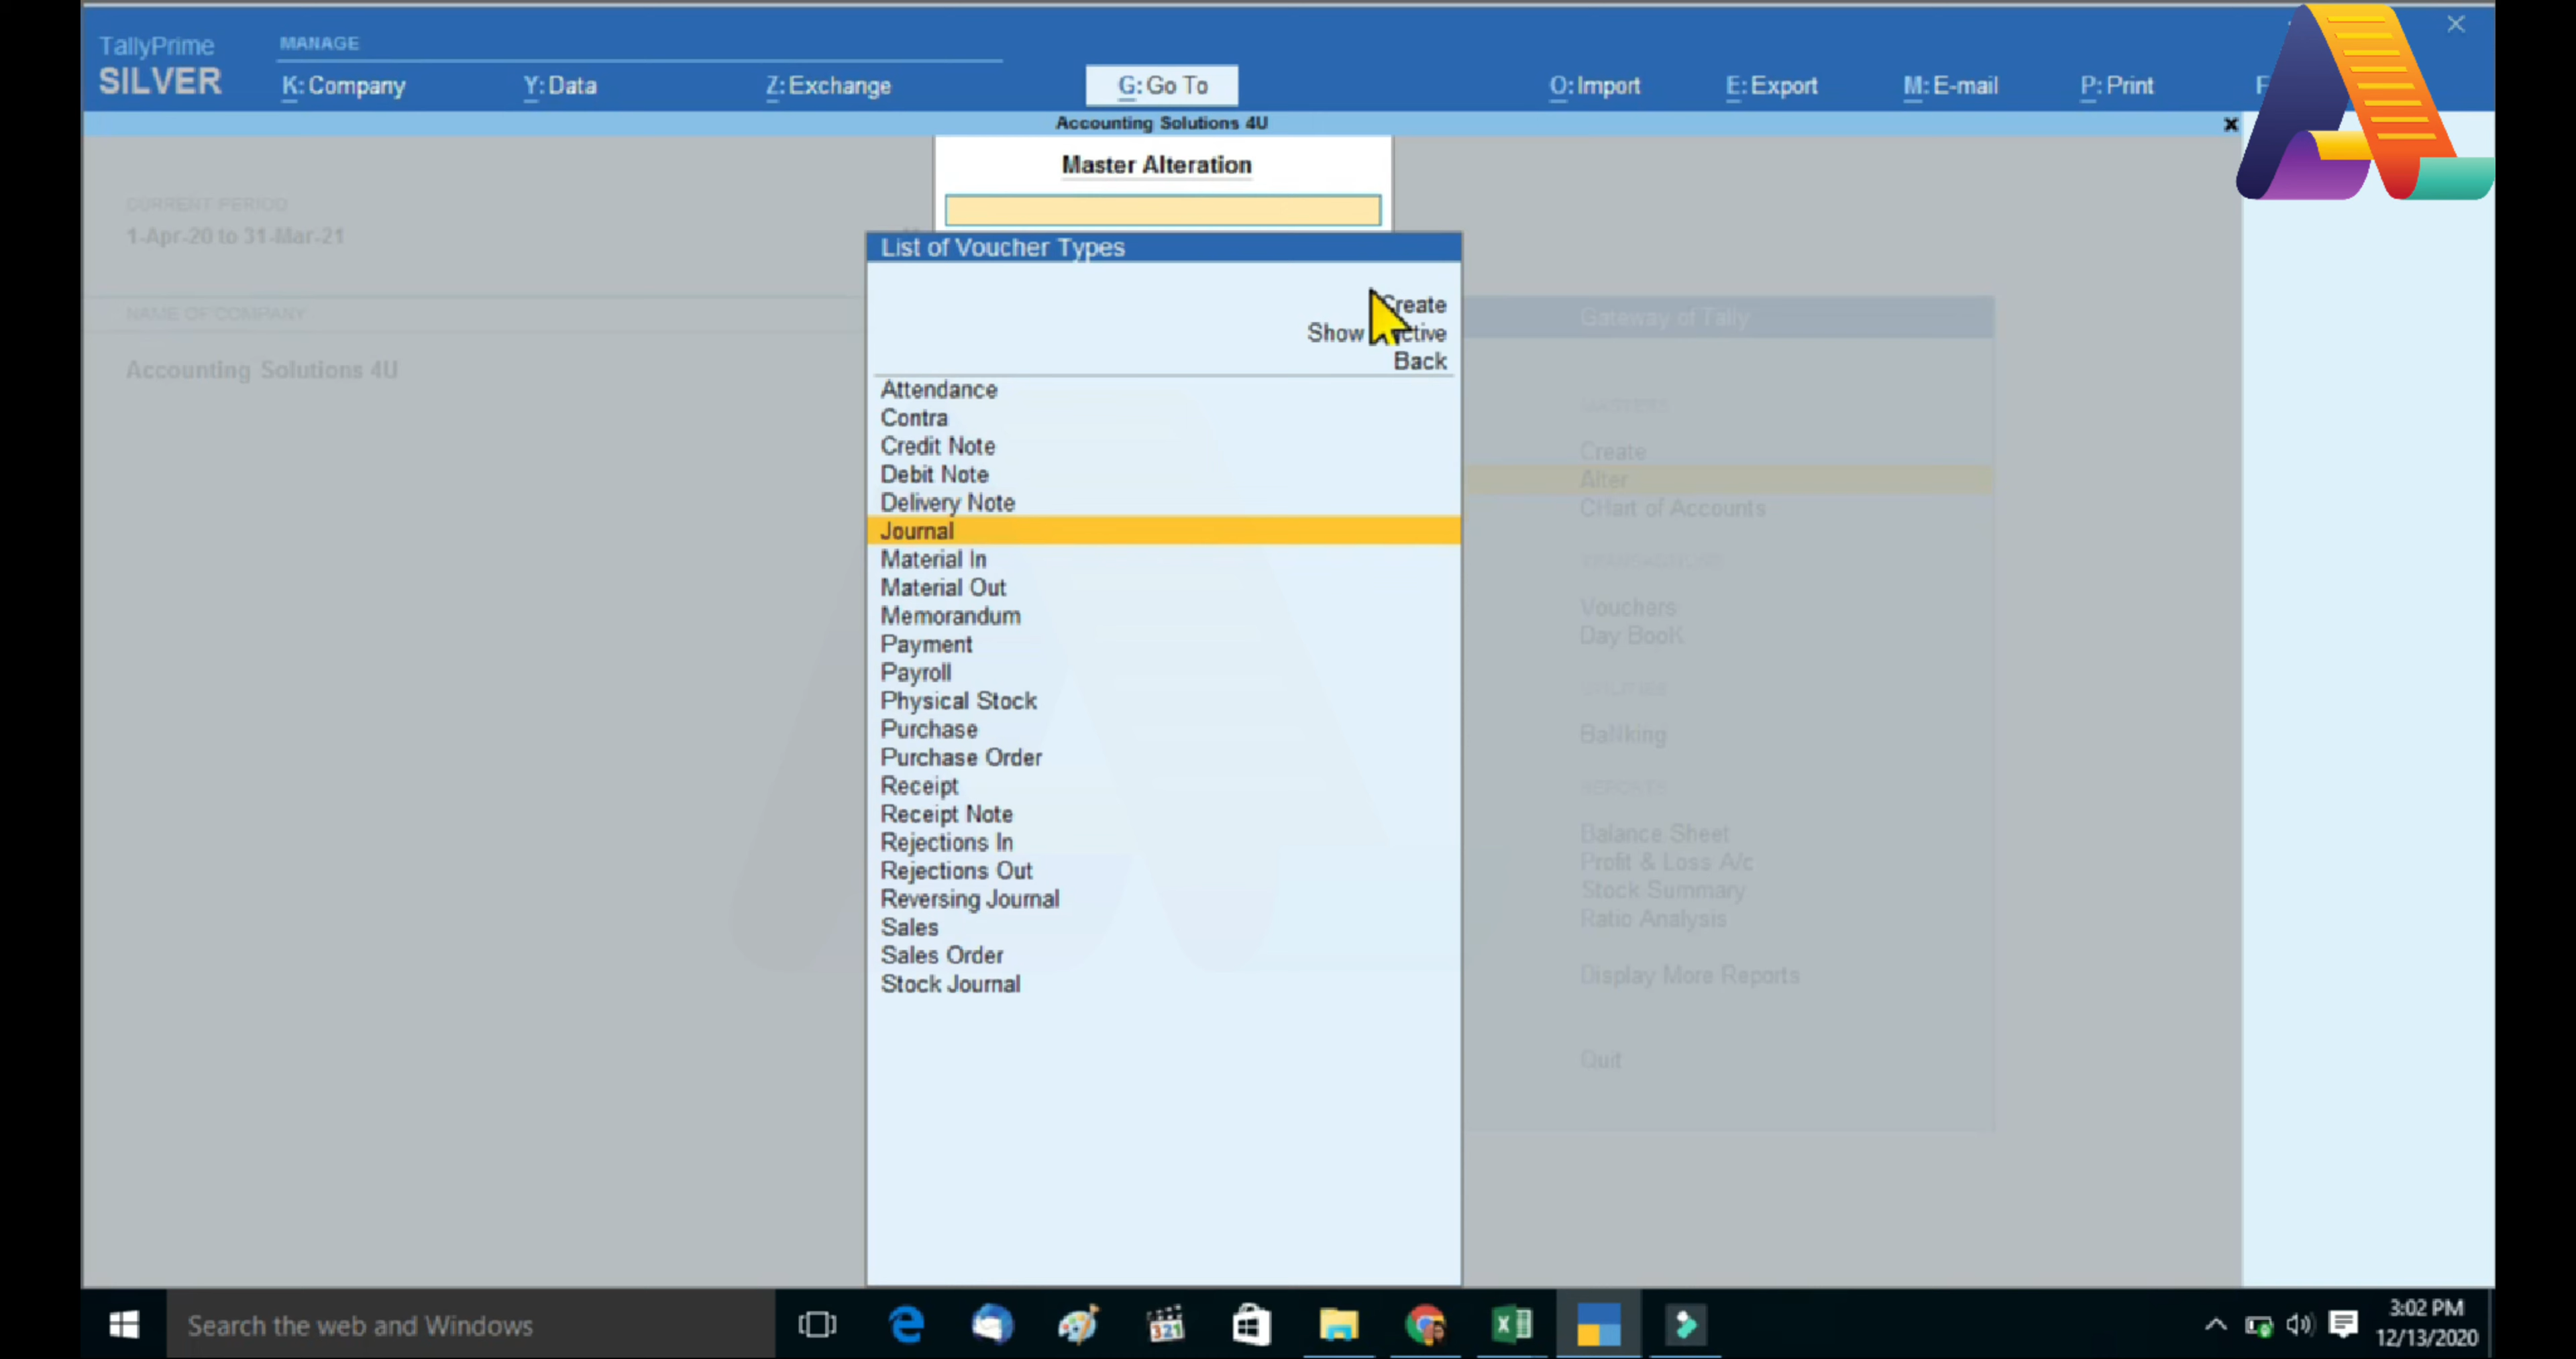 TallyPrime
SILVER
MANAGE
K: Company
Y: Data
Z: Exchange
G: Go To
O: Import
E: Export
M: E-mail
P: Print
F
Accounting Solutions 4U
Master Alteration
CURRENT PERIOD
1-Apr-20 to 31-Mar-21
NAME OF COMPANY
Accounting Solutions 4U
List of Voucher Types
Create
Show
Back
Attendance
Contra
Credit Note
Debit Note
Delivery Note
Journal
Material In
Material Out
Memorandum
Payment
Payroll
Physical Stock
Purchase
Purchase Order
Receipt
Receipt Note
Rejections In
Rejections Out
Reversing Journal
Sales
Sales Order
Stock Journal
Gateway of Tally
MASTERS
Create
Alter
CHart of Accounts
TRANSACTIONS
Vouchers
Day BooK
UTILITIES
BaNking
REPORTS
Balance Sheet
Profit & Loss A/c
Stock Summary
Ratio Analysis
Display More Reports
Quit
Search the web and Windows
321
3:02 PM
12/13/2020